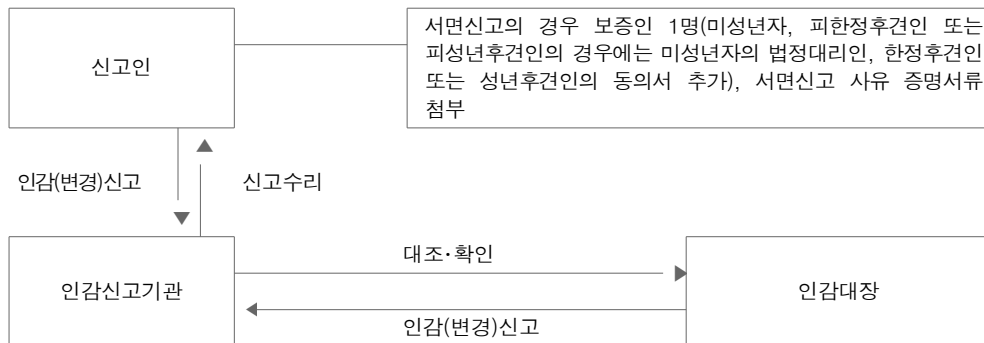 신고인
서면신고의 경우 보증인 1명(미성년자, 피한정후견인 또는
피성년후견인의 경우에는 미성년자의 법정대리인, 한정후견인
또는 성년후견인의 동의서 추가), 서면신고 사유 증명서류
첨부
인감(변경)신고
신고수리
인감신고기관
대조·확인
인감(변경)신고
인감대장